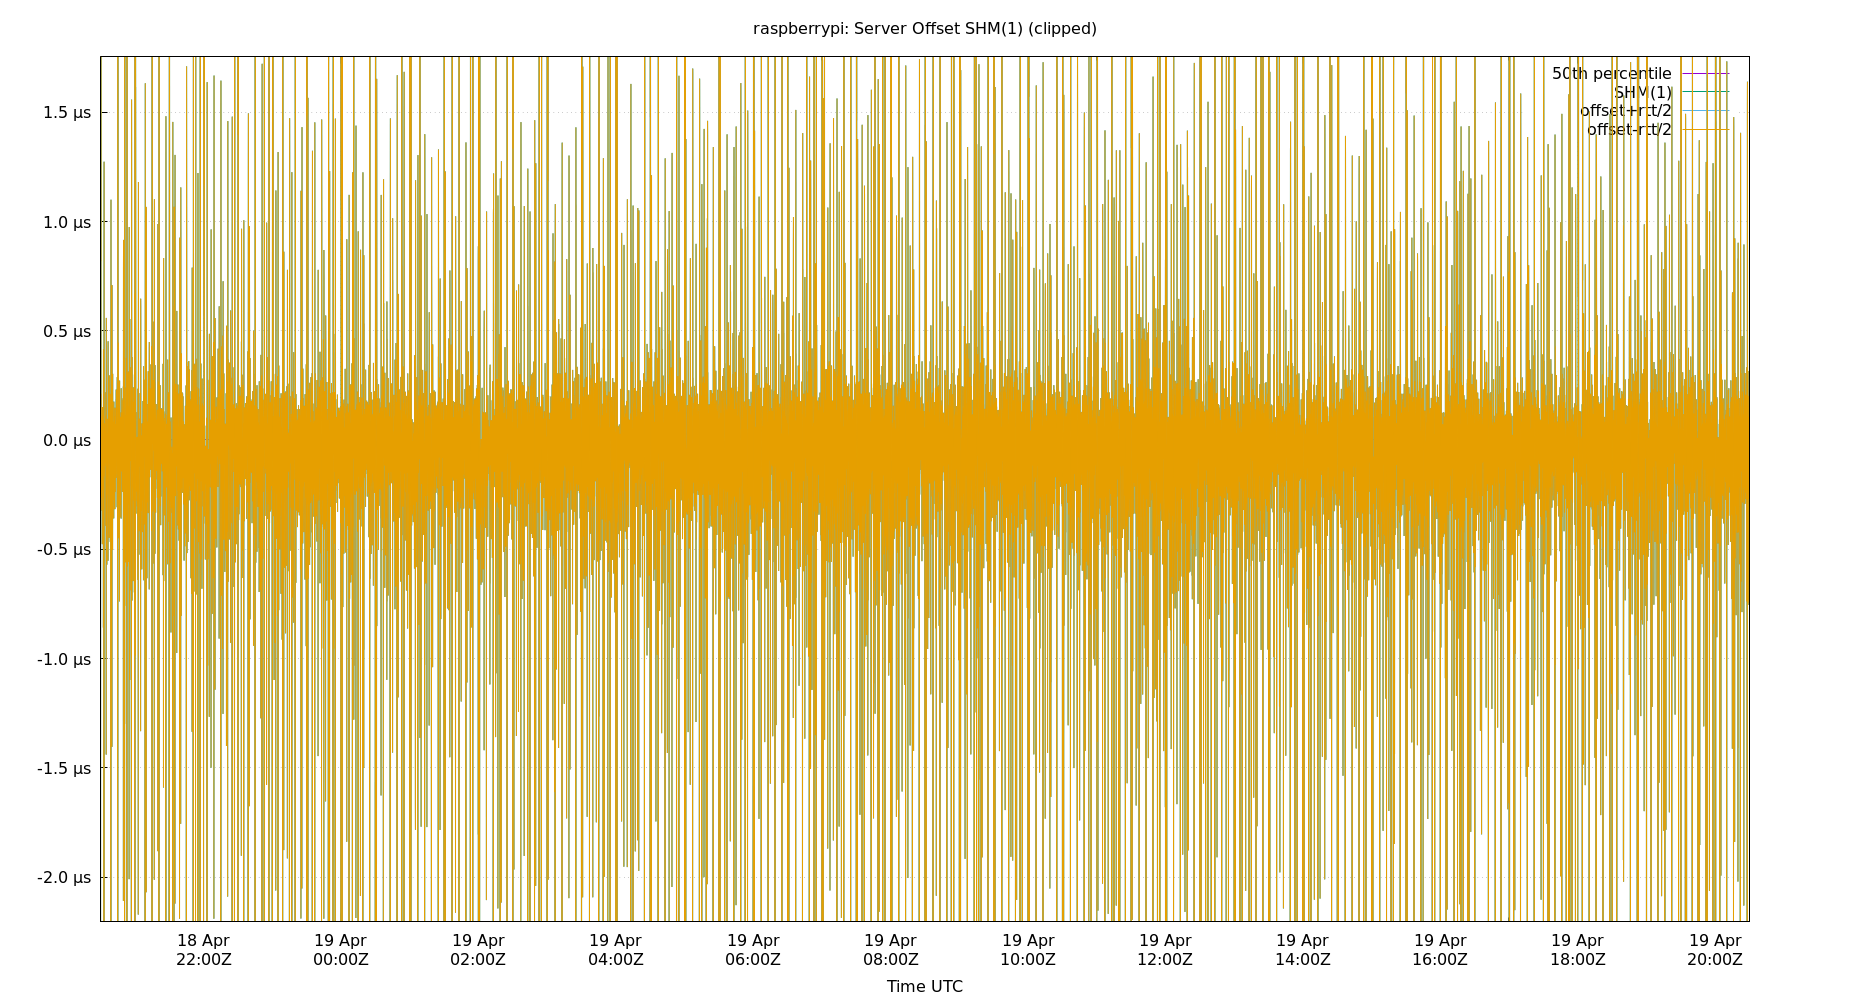 raspberrypi: Server Offset SHM(1) (clipped)
50th percentile
SHM(1)
offset+rtt/2
offset-rtt/2
1.5 µs
1.0 µs
0.5 µs
0.0 µs
-0.5 µs
-1.0 µs
-1.5 µs
-2.0 µs
18 Apr 19 Apr 19 Apr 19 Apr 19 Apr 19 Apr 19 Apr 19 Apr 19 Apr 19 Apr 19 Apr 19 Apr
22:00Z 00:00Z 02:00Z 04:00Z 06:00Z 08:00Z 10:00Z 12:00Z 14:00Z 16:00Z 18:00Z 20:00Z
Time UTC